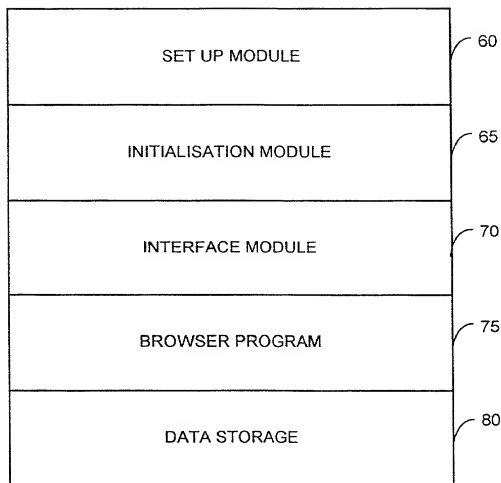 SET UP MODULE 60
INITIALISATION MODULE 65
INTERFACE MODULE 70
BROWSER PROGRAM 75
DATA STORAGE 80